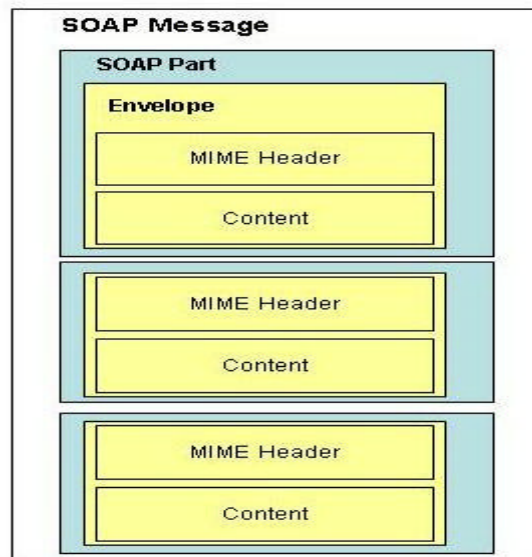 SOAP Message
SOAP Part
Envelope
MIME Header
Content
MIME Header
Content
MIME Header
Content